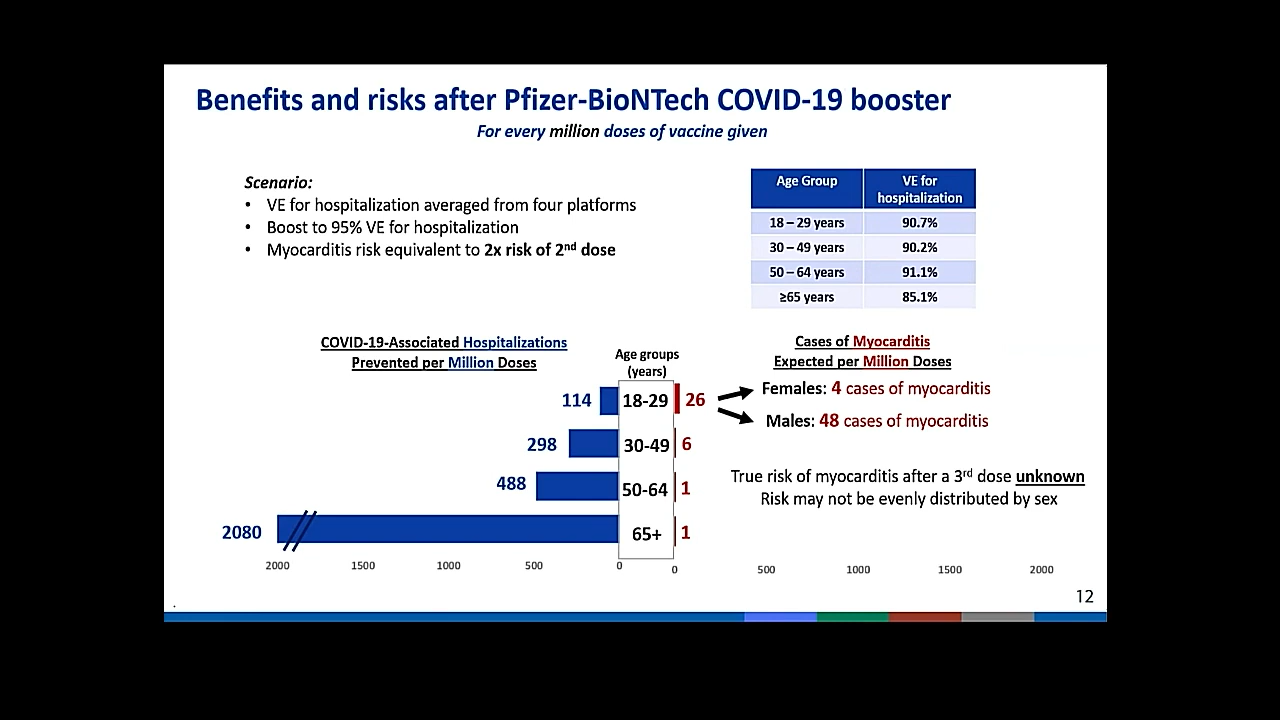 Benefits and risks after Pfizer-BioNTech COVID-19 booster
For every million doses of vaccine given
Scenario:
• VE for hospitalization averaged from four platforms
• Boost to 95% VE for hospitalization
• Myocarditis risk equivalent to 2x risk of 2nd dose
Age Group VE for
hospitalization
18 – 29 years 90.7%
30 – 49 years 90.2%
50 – 64 years 91.1%
≥65 years 85.1%
COVID-19-Associated Hospitalizations
Prevented per Million Doses
Age groups
(years)
Cases of Myocarditis
Expected per Million Doses
114 18-29 26
Females: 4 cases of myocarditis
Males: 48 cases of myocarditis
298 30-49 6
488 50-64 1
True risk of myocarditis after a 3rd dose unknown
Risk may not be evenly distributed by sex
2080 65+ 1
2000 1500 1000 500 0
0 500 1000 1500 2000
12
.